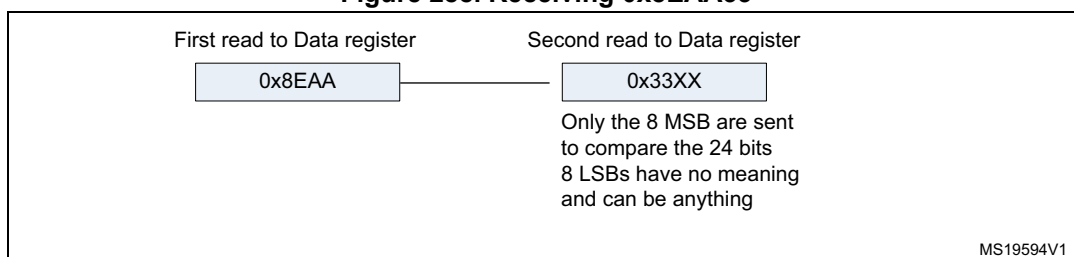 First read to Data register
Second read to Data register
0x8EAA
0x33XX
Only the 8 MSB are sent
to compare the 24 bits
8 LSBs have no meaning
and can be anything
MS19594V1